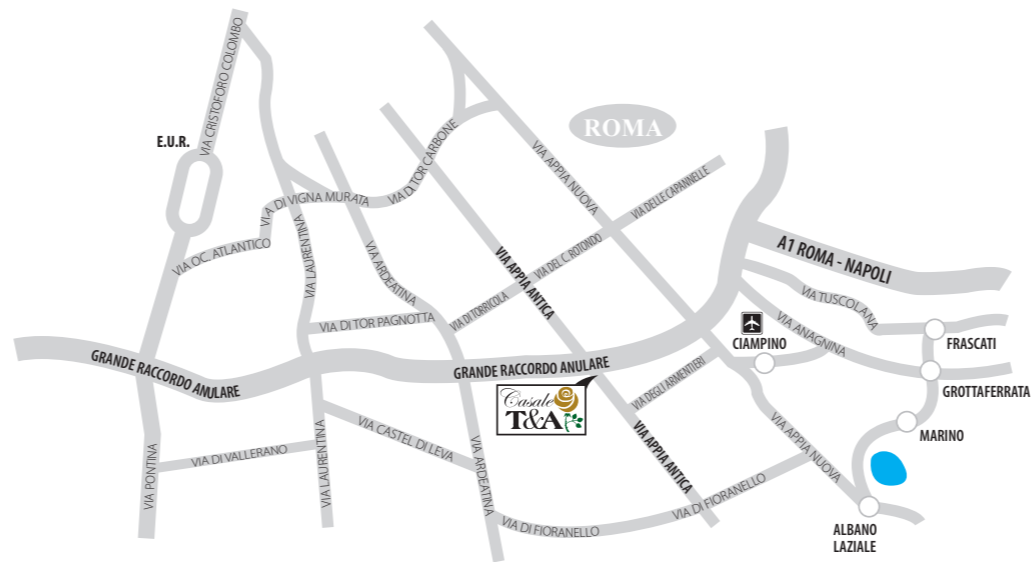 VIA CRISTOFORO COLOMBO
E.U.R.
ROMA
VIA DI TOR CARBONE
VIA APPIA NUOVA
VIA DELLE CAPANNELLE
VIA DI VIGNA MURATA
VIA OC. ATLANTICO
VIA LAURENTINA
VIA ARDEATINA
VIA APPIA ANTICA
VIA DEL C. ROTONDO
A1 ROMA - NAPOLI
VIA TUSCOLANA
VIA DI TORRICOLA
VIA DI TOR PAGNOTTA
VIA ANAGNINA
CIAMPINO
FRASCATI
GRANDE RACCORDO ANULARE
GRANDE RACCORDO ANULARE
VIA DEGLI ARMENTIERI
GROTTAFERRATA
Casale
T&A
MARINO
VIA CASTEL DI LEVA
VIA DI VALLERANO
VIA PONTINA
VIA LAURENTINA
VIA ARDEATINA
VIA APPIA ANTICA
VIA APPIA NUOVA
VIA DI FIORANELLO
VIA DI FIORANELLO
ALBANO
LAZIALE